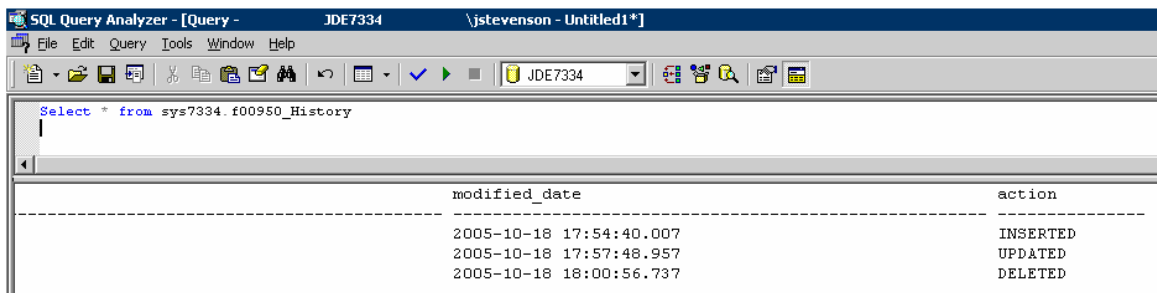 SQL Query Analyzer - [Query - JDE7334 \jstevenson - Untitled1*]
File Edit Query Tools Window Help
JDE7334
Select * from sys7334.f00950_History
modified_date action
2005-10-18 17:54:40.007 INSERTED
2005-10-18 17:57:48.957 UPDATED
2005-10-18 18:00:56.737 DELETED